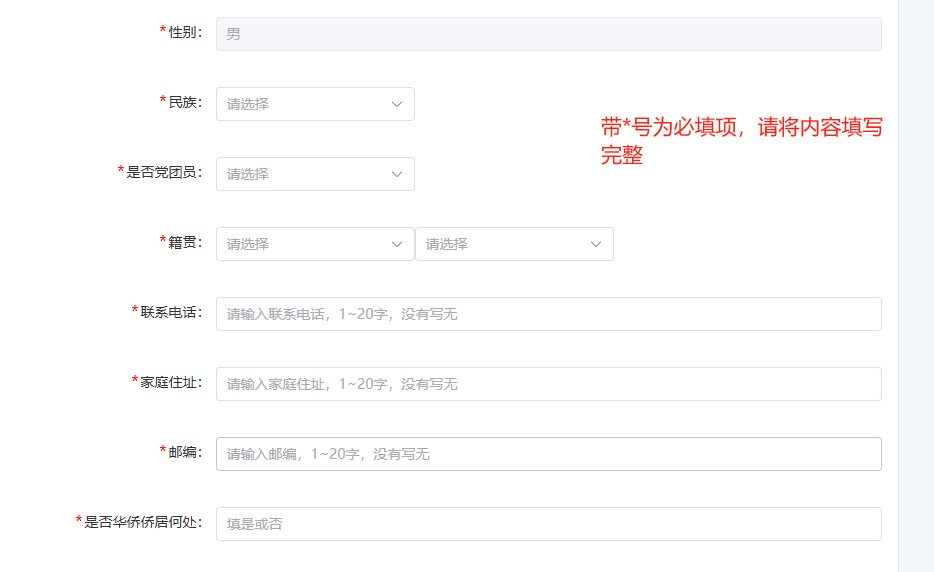 *性别： 男
*民族： 请选择
带*号为必填项，请将内容填写
完整
*是否党团员： 请选择
*籍贯： 请选择 请选择
*联系电话： 请输入联系电话，1~20字，没有写无
*家庭住址： 请输入家庭住址，1~20字，没有写无
*邮编： 请输入邮编，1~20字，没有写无
*是否华侨侨居何处： 填是或否